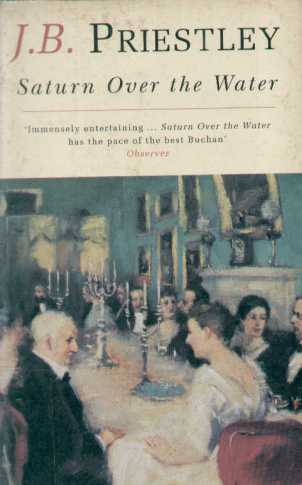 J.B. PRIESTLEY
Saturn Over the Water
'Immensely entertaining ... Saturn Over the Water
has the pace of the best Buchan'
Observer